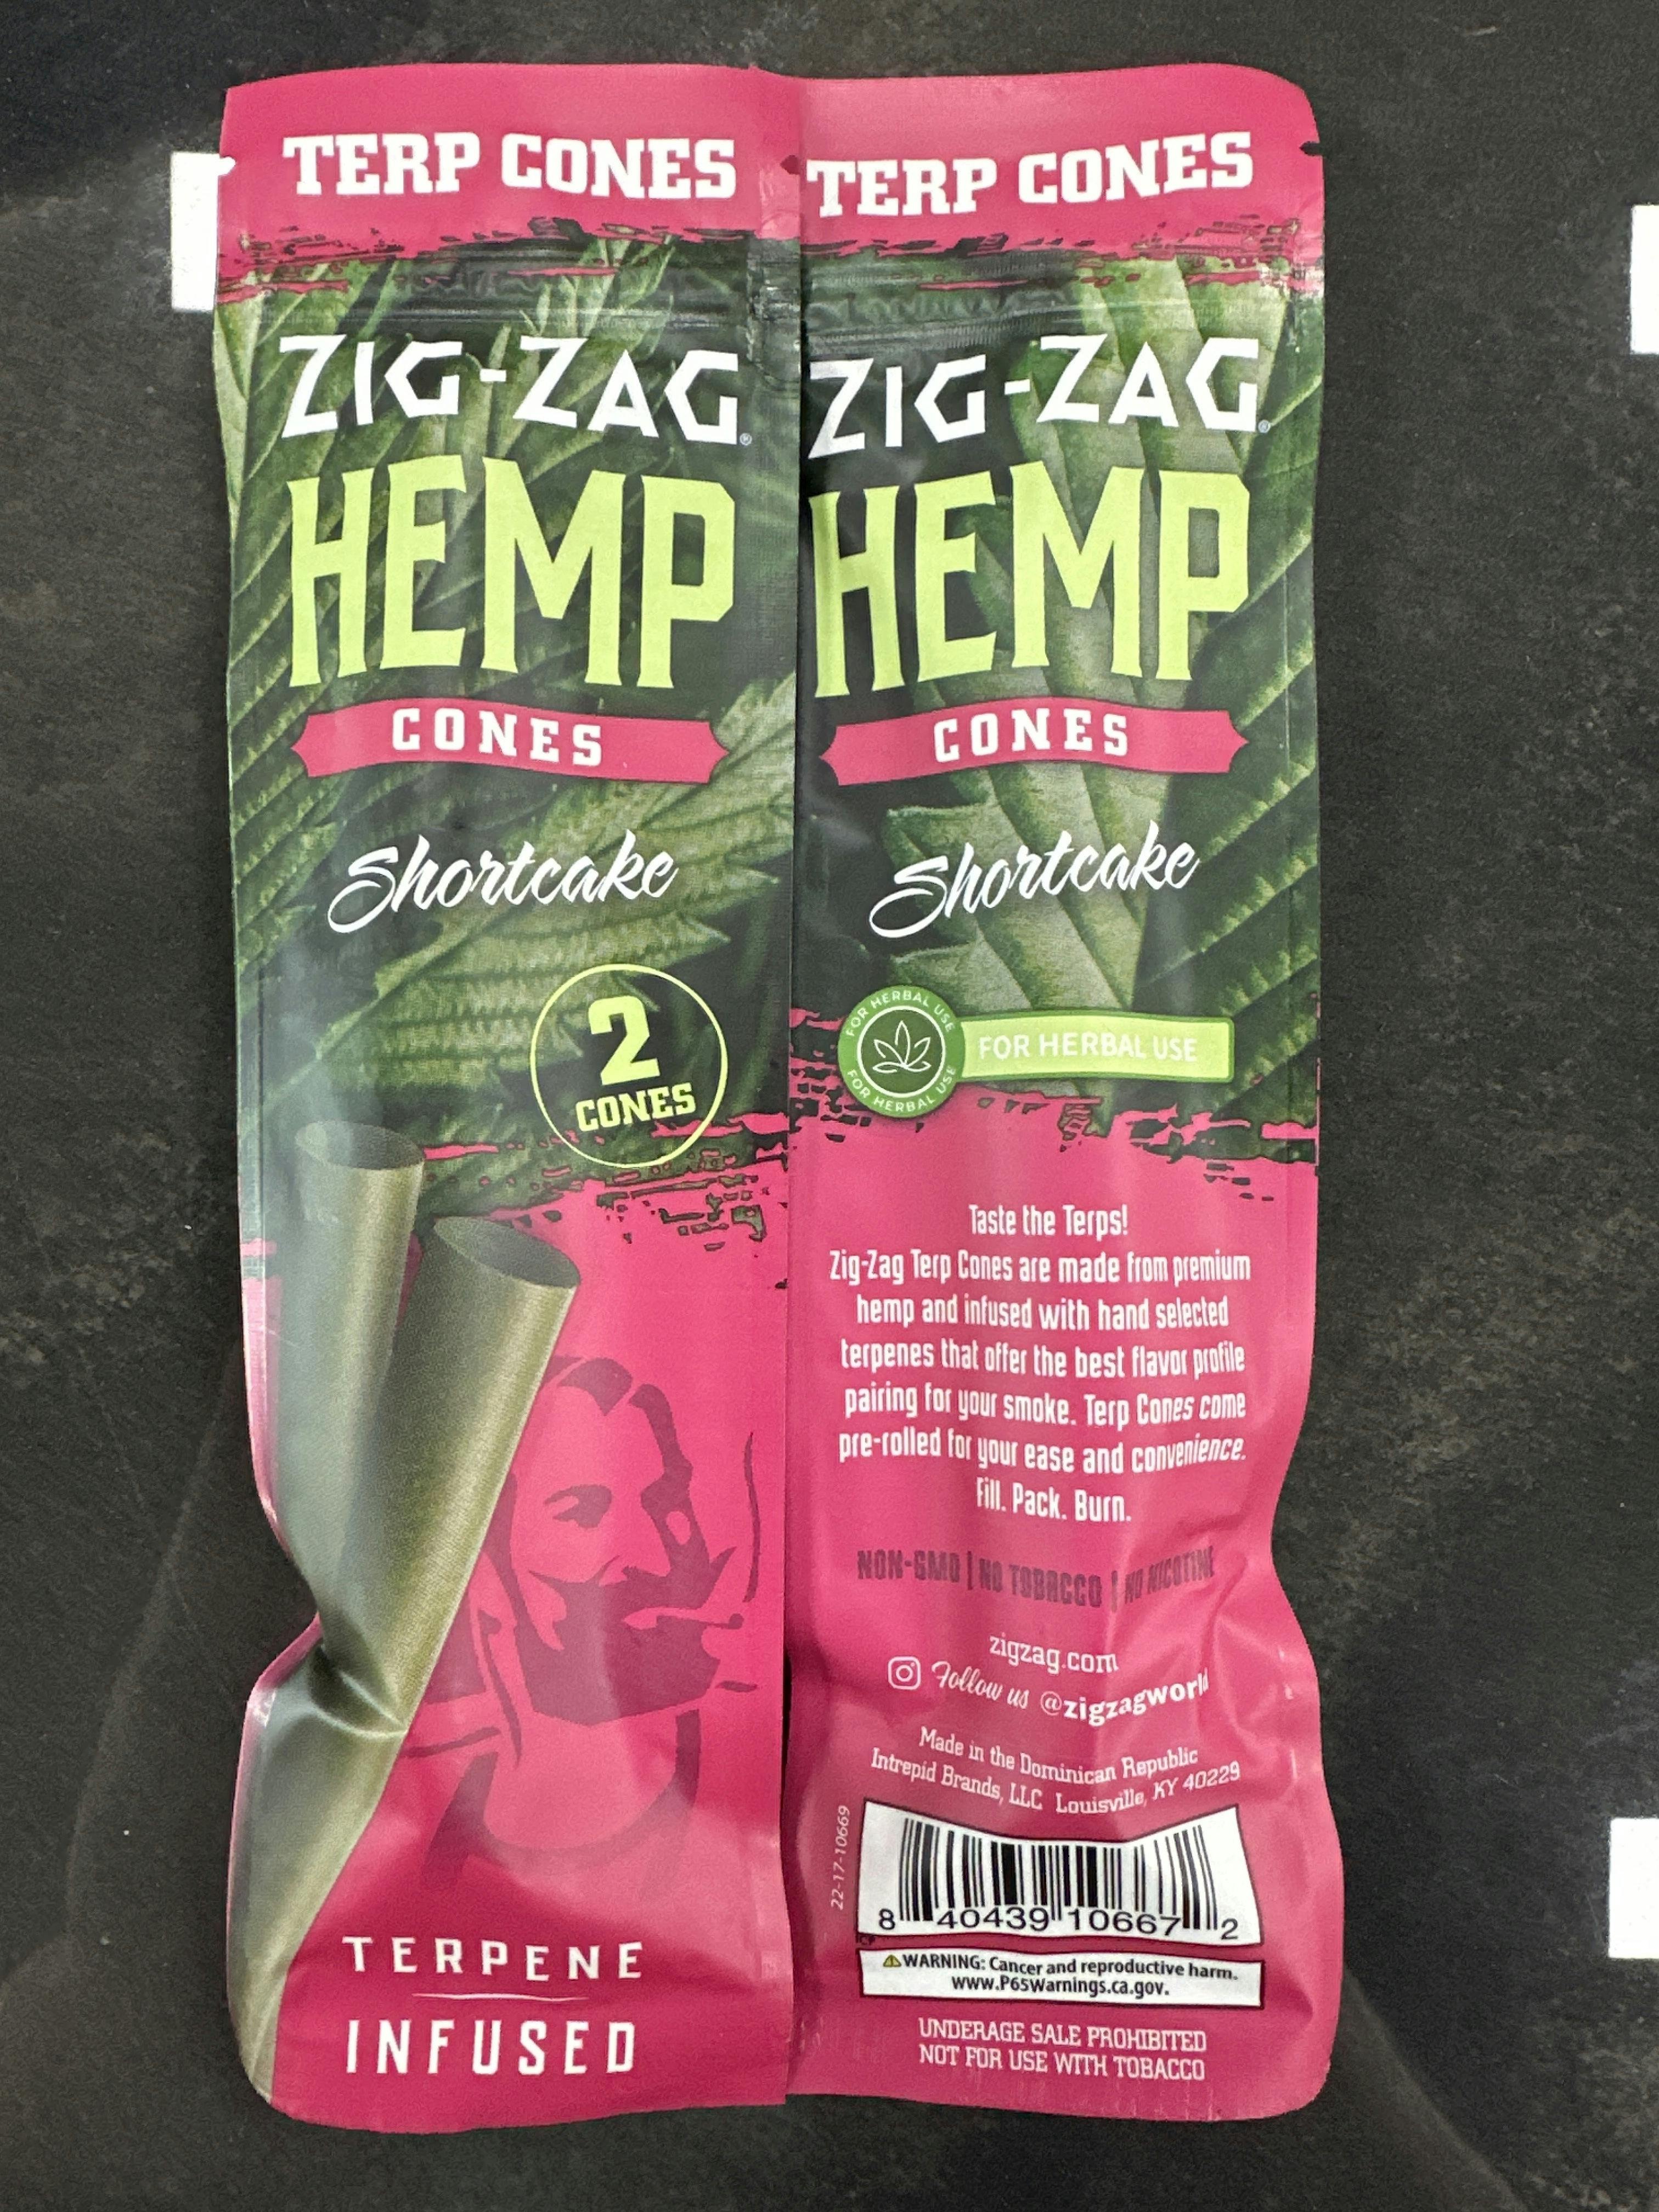 TERP CONES
ZIG-ZAG®
HEMP
CONES
Shortcake
2
CONES
TERPENE
INFUSED
TERP CONES
ZIG-ZAG®
HEMP
CONES
Shortcake
FOR HERBAL USE
FOR HERBAL USE
FOR HERBAL USE
Taste the Terps!
Zig-Zag Terp Cones are made from premium
hemp and infused with hand selected
terpenes that offer the best flavor profile
pairing for your smoke. Terp Cones come
pre-rolled for your ease and convenience.
Fill. Pack. Burn.
NON-GMO | NO TOBACCO | NO NICOTINE
zigzag.com
Follow us @zigzagworld
Made in the Dominican Republic
Intrepid Brands, LLC Louisville, KY 40229
22-17-10669
8 40439 10667 2
CP
WARNING: Cancer and reproductive harm.
www.P65Warnings.ca.gov.
UNDERAGE SALE PROHIBITED
NOT FOR USE WITH TOBACCO